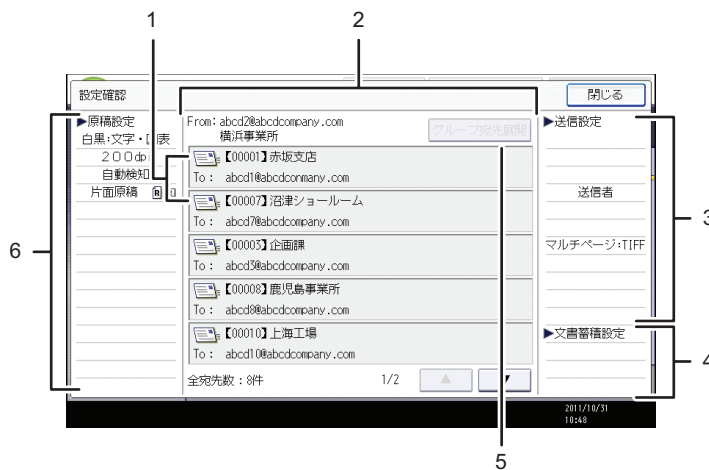 1
2
設定確認
閉じる
▶原稿設定
白黒:文字・
200dp
自動検知
片面原稿 R
From: abcd2@abcdcompany.com
横浜事業所
グループ宛先展開
【00001】赤坂支店
To: abcd1@abcdconmany.com
【00007】沼津ショールーム
To: abcd7@abcdcompany.com
【00003】企画課
To: abcd3@abcdcompany.com
【00008】鹿児島事業所
To: abcd8@abcdcompany.com
【00010】上海工場
To: abcd10@abcdcompany.com
全宛先数:8件
1/2
▲
▼
▶送信設定
送信者
マルチページ:TIFF
▶文書蓄積設定
2011/10/31
10:48
3
4
5
6